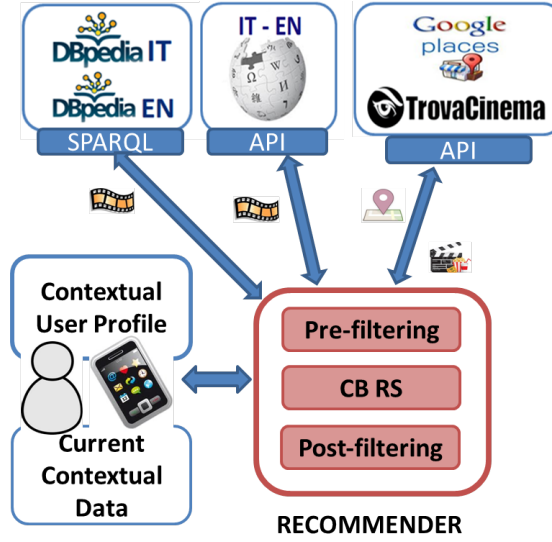 DBpedia IT
DBpedia EN
SPARQL
IT - EN
W
Ω
И
維
API
Google
places
TrovaCinema
API
Contextual
User Profile
Current
Contextual
Data
Pre-filtering
CB RS
Post-filtering
RECOMMENDER